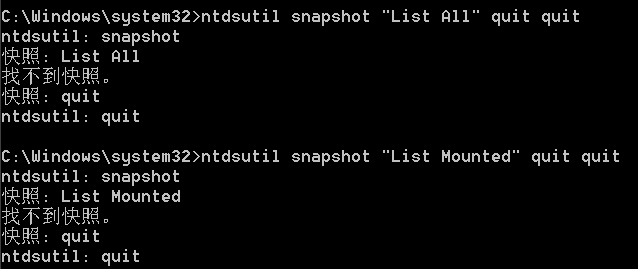 C:\Windows\system32>ntdsutil snapshot "List All" quit quit
ntdsutil: snapshot
快照: List All
找不到快照。
快照: quit
ntdsutil: quit
C:\Windows\system32>ntdsutil snapshot "List Mounted" quit quit
ntdsutil: snapshot
快照: List Mounted
找不到快照。
快照: quit
ntdsutil: quit